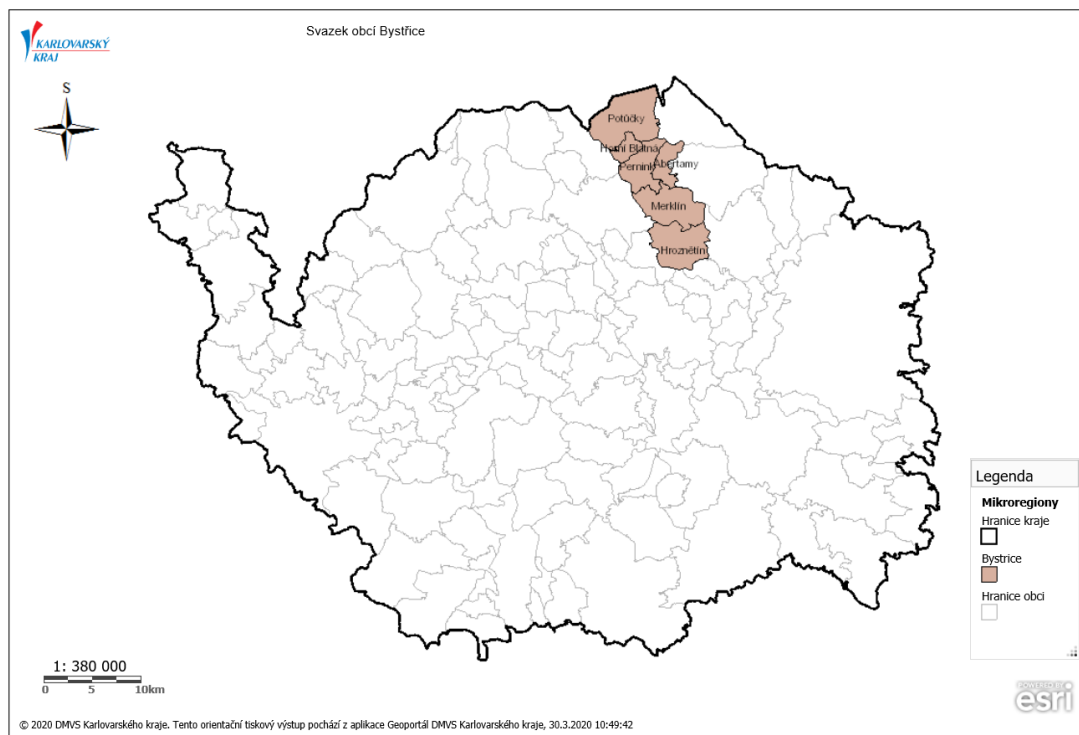 KARLOVARSKÝ
KRAJ
Svazek obcí Bystřice
S
Potůčky
Horní Blatná
Pernink
Abertamy
Merklín
Hroznětín
Legenda
Mikroregiony
Hranice kraje
Bystrice
Hranice obci
1: 380 000
0 5 10km
POWERED BY
esri
© 2020 DMVS Karlovarského kraje. Tento orientační tiskový výstup pochází z aplikace Geoportál DMVS Karlovarského kraje, 30.3.2020 10:49:42